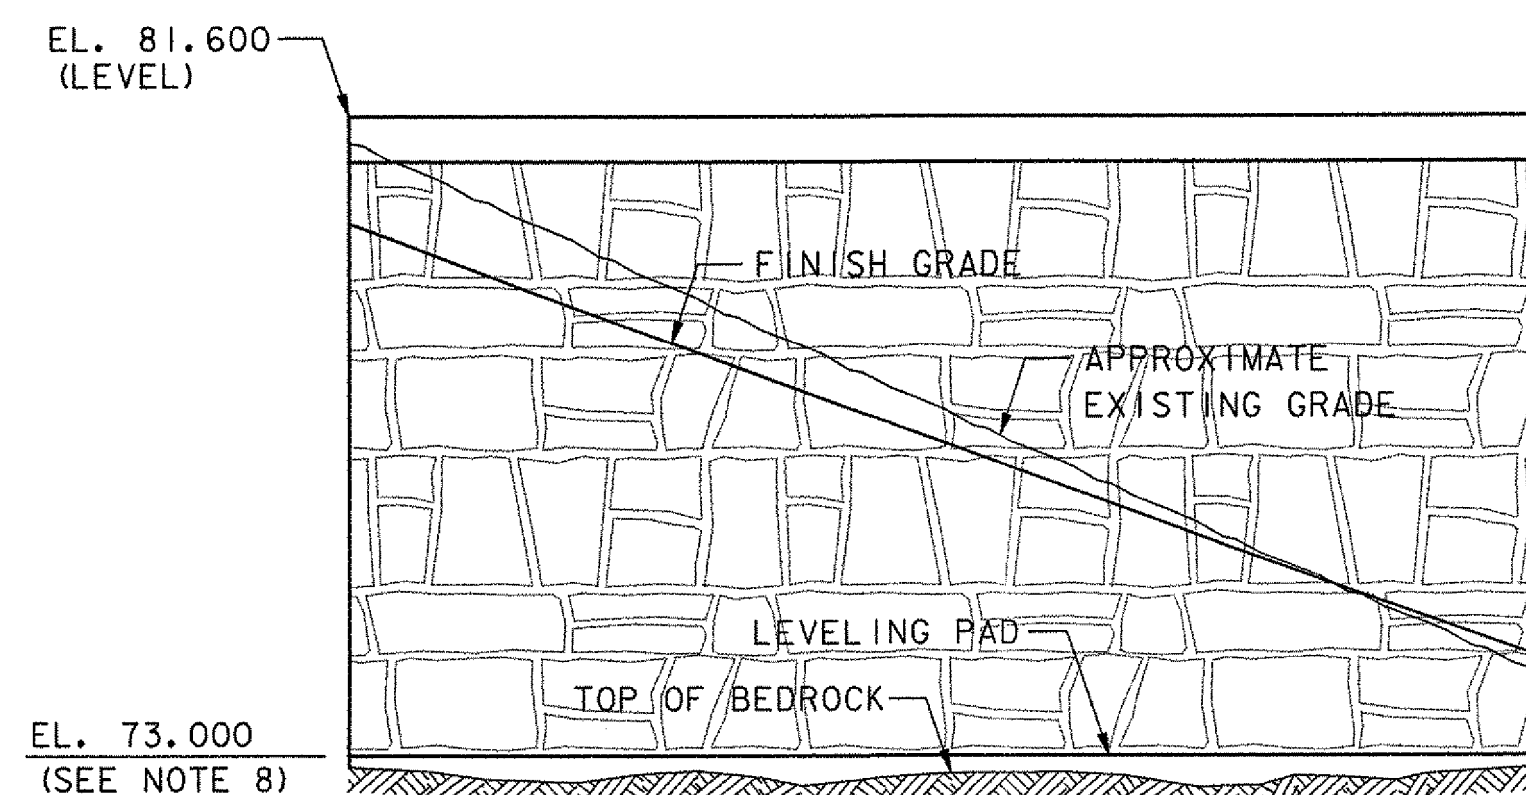 EL. 81.600
(LEVEL)
FINISH GRADE
APPROXIMATE
EXISTING GRADE
LEVELING PAD
TOP OF BEDROCK
EL. 73.000
(SEE NOTE 8)